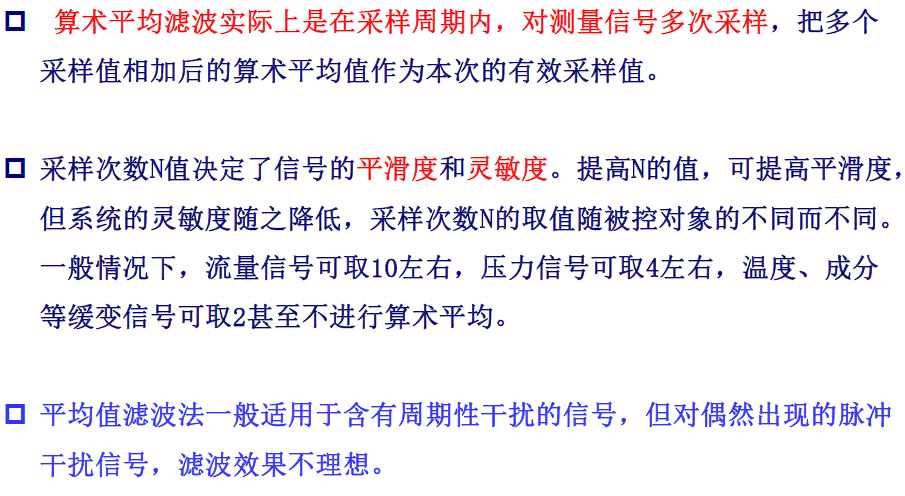 算术平均滤波实际上是在采样周期内，对测量信号多次采样，把多个
采样值相加后的算术平均值作为本次的有效采样值。
采样次数N值决定了信号的平滑度和灵敏度。提高N的值，可提高平滑度，
但系统的灵敏度随之降低，采样次数N的取值随被控对象的不同而不同。
一般情况下，流量信号可取10左右，压力信号可取4左右，温度、成分
等缓变信号可取2甚至不进行算术平均。
平均值滤波法一般适用于含有周期性干扰的信号，但对偶然出现的脉冲
干扰信号，滤波效果不理想。